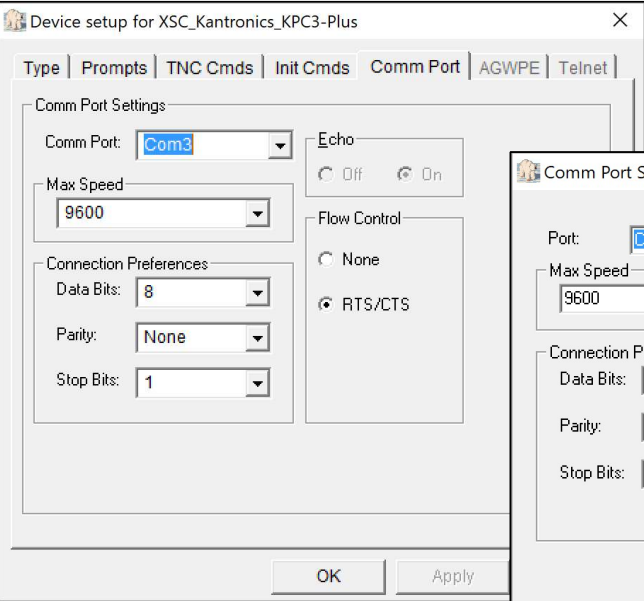 Device setup for XSC_Kantronics_KPC3-Plus
Type Prompts TNC Cmds Init Cmds Comm Port AGWPE Telnet
Comm Port Settings
Comm Port: Com3
Max Speed
9600
Connection Preferences
Data Bits: 8
Parity: None
Stop Bits: 1
Echo
Off On
Flow Control
None
RTS/CTS
OK Apply
Comm Port S
Port:
Max Speed
9600
Connection P
Data Bits:
Parity:
Stop Bits: